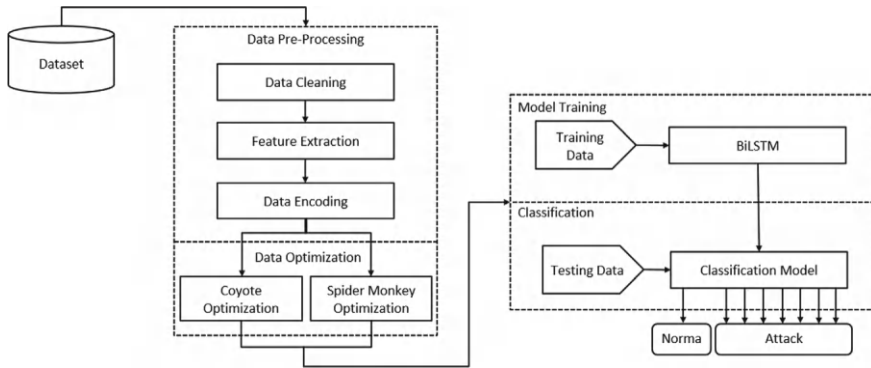 Dataset
Data Pre-Processing
Data Cleaning
Feature Extraction
Data Encoding
Data Optimization
Coyote
Optimization
Spider Monkey
Optimization
Model Training
Training
Data
BiLSTM
Classification
Testing Data
Classification Model
Norma
Attack